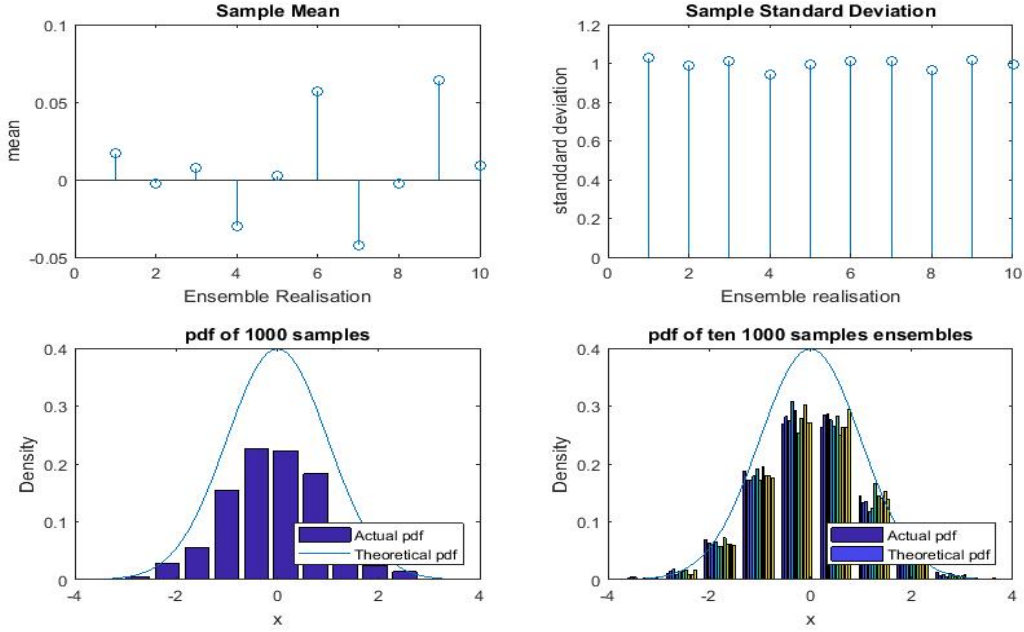 Sample Mean
0.1
0.05
0
-0.05
mean
0 2 4 6 8 10
Ensemble Realisation
Sample Standard Deviation
1.2
1
0.8
0.6
0.4
0.2
0
standdard deviation
0 2 4 6 8 10
Ensemble realisation
pdf of 1000 samples
0.4
0.3
0.2
0.1
0
Density
Actual pdf
Theoretical pdf
-4 -2 0 2 4
x
pdf of ten 1000 samples ensembles
0.4
0.3
0.2
0.1
0
Density
Actual pdf
Theoretical pdf
-4 -2 0 2 4
x